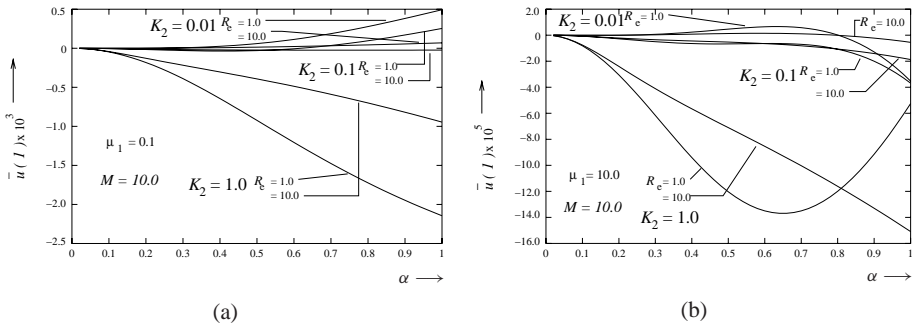 0.5
0
−0.5
−1.0
−1.5
−2.0
−2.5
ū ( 1 ) x 10 3
K2 = 0.01 Re = 1.0
= 10.0
K2 = 0.1 Re = 1.0
= 10.0
μ1 = 0.1
M = 10.0
K2 = 1.0 Re = 1.0
= 10.0
0 0.1 0.2 0.3 0.4 0.5 0.6 0.7 0.8 0.9 1
α
(a)
2.0
0
−2.0
−4.0
−6.0
−8.0
−10.0
−12.0
−14.0
−16.0
ū ( 1 ) x 10 5
K2 = 0.01 Re = 1.0
Re = 10.0
K2 = 0.1 Re = 1.0
= 10.0
μ1 = 10.0
M = 10.0
Re = 1.0
= 10.0
K2 = 1.0
0 0.1 0.2 0.3 0.4 0.5 0.6 0.7 0.8 0.9 1
α
(b)